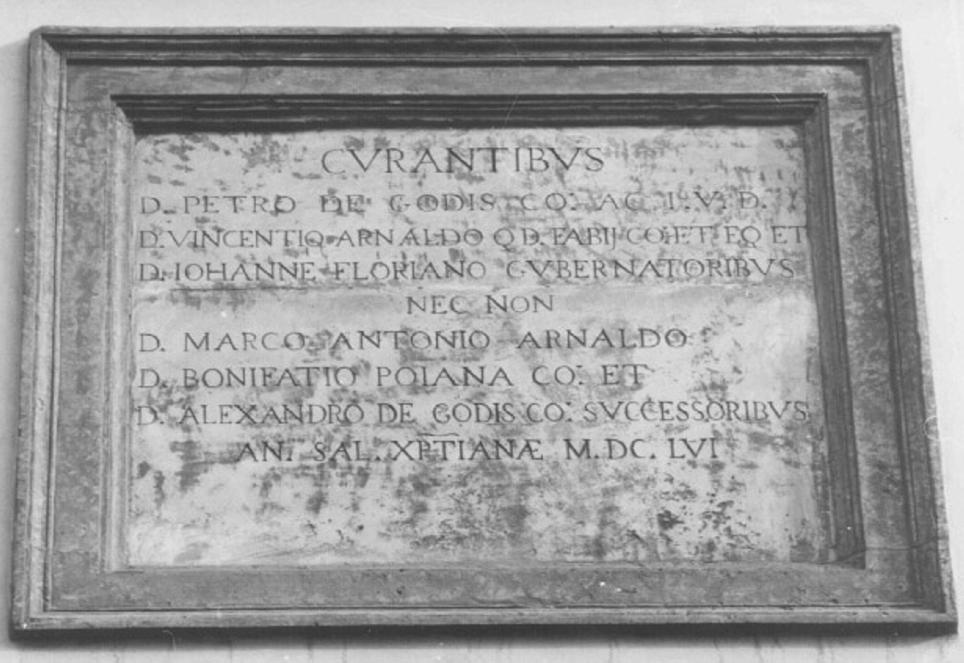 CVRANTIBVS
D. PETRO DE GODIS CO. AC I. V. D.
D. VINCENTIO ARNALDO Q D. FABIJ CO: ET EQ ET
D. IOHANNE FLORIANO GVBERNATORIBVS
NEC NON
D. MARCO ANTONIO ARNALDO
D. BONIFATIO POIANA CO: ET
D. ALEXANDRO DE GODIS CO: SVCCESSORIBVS
AN. SAL. XPTIANÆ M.DC.LVI